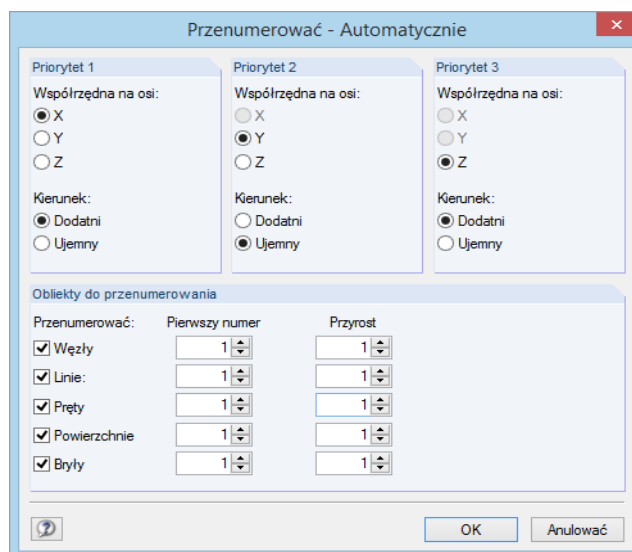 Przenumerować - Automatycznie
Priorytet 1
Współrzędna na osi:
X
Y
Z
Kierunek:
Dodatni
Ujemny
Priorytet 2
Współrzędna na osi:
X
Y
Z
Kierunek:
Dodatni
Ujemny
Priorytet 3
Współrzędna na osi:
X
Y
Z
Kierunek:
Dodatni
Ujemny
Obliekty do przenumerowania
Przenumerować: Pierwszy numer Przyrost
Węzły 1 1
Linie: 1 1
Pręty 1 1
Powierzchnie 1 1
Bryły 1 1
OK Anulować